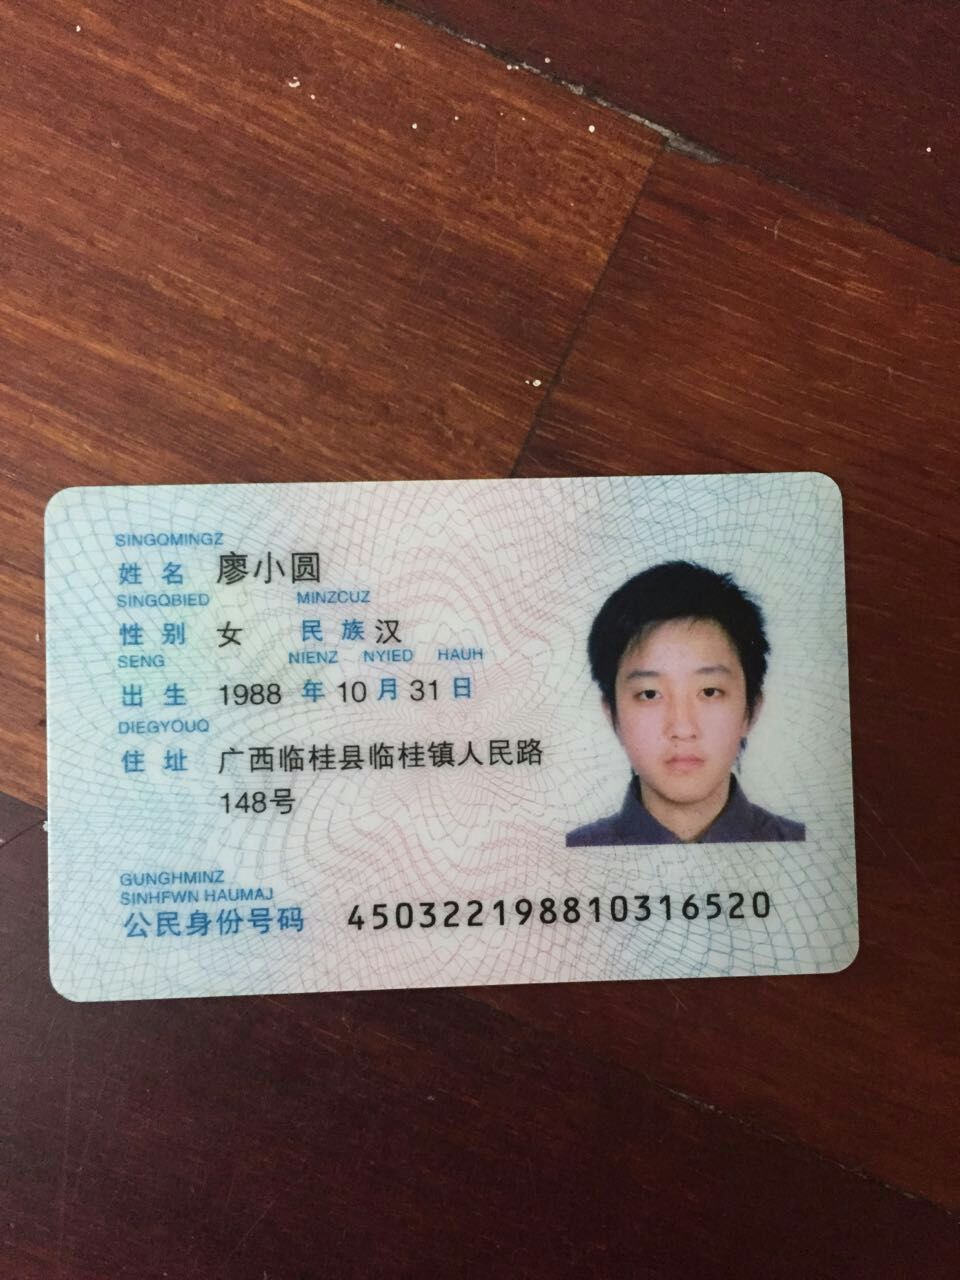 SINGQMINGZ
姓 名 廖小圆
SINGQBIED MINZCUZ
性 别 女 民 族 汉
SENG NIENZ NYIED HAUH
出 生 1988 年 10 月 31 日
DIEGYOUQ
住 址 广西临桂县临桂镇人民路
148号
GUNGHMINZ
SINHFWN HAUMAJ
公民身份号码 450322198810316520